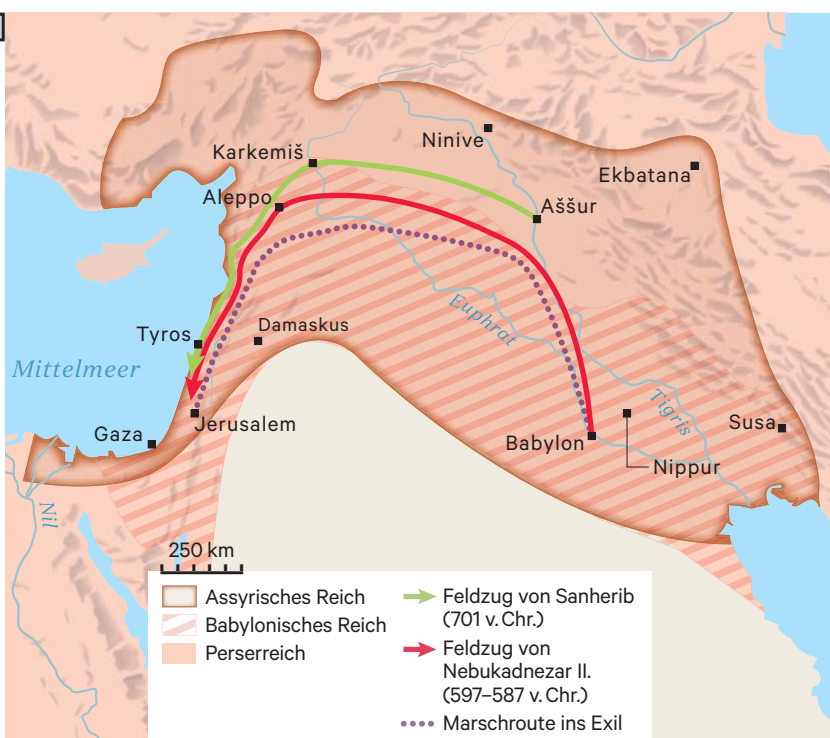 Karkemiš
Ninive
Ekbatana
Aleppo
Aššur
Euphrat
Tyros
Damaskus
Mittelmeer
Tigris
Jerusalem
Gaza
Babylon
Susa
Nippur
Nil
250 km
Assyrisches Reich
Babylonisches Reich
Perserreich
Feldzug von Sanherib
(701 v. Chr.)
Feldzug von
Nebukadnezar II.
(597–587 v. Chr.)
Marschroute ins Exil